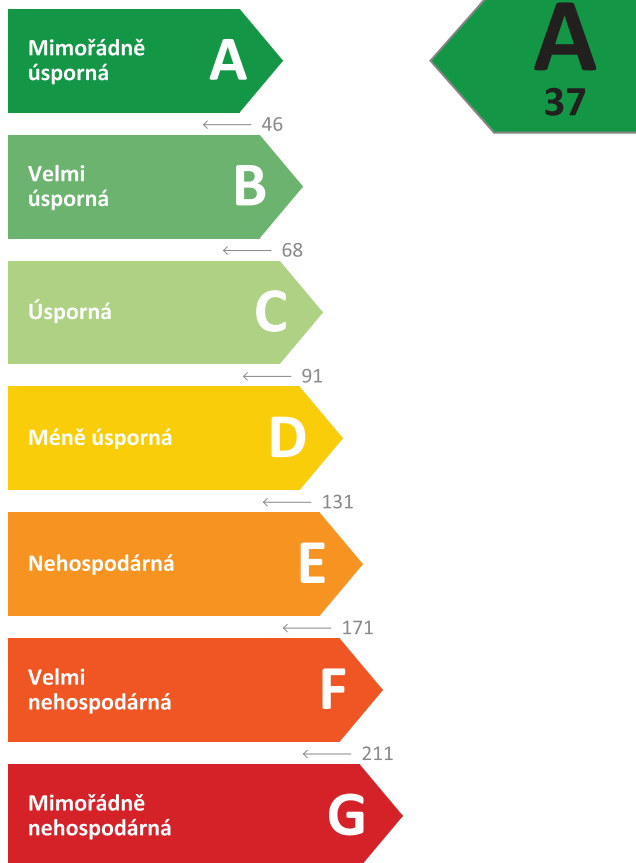 Mimořádně
úsporná
A
A
37
46
Velmi
úsporná
B
68
Úsporná
C
91
Méně úsporná
D
131
Nehospodárná
E
171
Velmi
nehospodárná
F
211
Mimořádně
nehospodárná
G